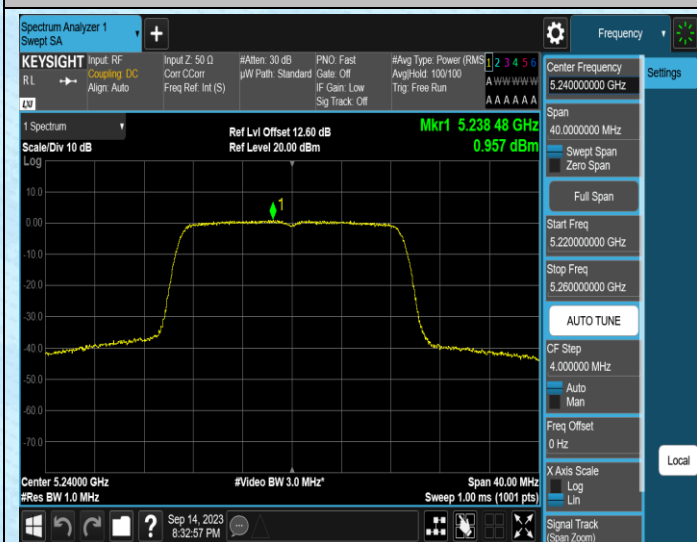 Spectrum Analyzer 1
Swept SA
Frequency
KEYSIGHT
RL
LXI
Input: RF
Coupling: DC
Align: Auto
Input Z: 50 Ω
Corr CCorr
Freq Ref: Int (S)
#Atten: 30 dB
µW Path: Standard
PNO: Fast
Gate: Off
IF Gain: Low
Sig Track: Off
#Avg Type: Power (RMS
Avg|Hold: 100/100
Trig: Free Run
1 2 3 4 5 6
A W W W W W
A A A A A A
1 Spectrum
Scale/Div 10 dB
Ref Lvl Offset 12.60 dB
Ref Level 20.00 dBm
Mkr1 5.238 48 GHz
0.957 dBm
Log
10.0
0.00
-10.0
-20.0
-30.0
-40.0
-50.0
-60.0
-70.0
1
Center 5.24000 GHz
#Res BW 1.0 MHz
#Video BW 3.0 MHz*
Span 40.00 MHz
Sweep 1.00 ms (1001 pts)
Sep 14, 2023
8:32:57 PM
Center Frequency
5.240000000 GHz
Span
40.0000000 MHz
Swept Span
Zero Span
Full Span
Start Freq
5.220000000 GHz
Stop Freq
5.260000000 GHz
AUTO TUNE
CF Step
4.000000 MHz
Auto
Man
Freq Offset
0 Hz
X Axis Scale
Log
Lin
Signal Track
(Span Zoom)
Settings
Local